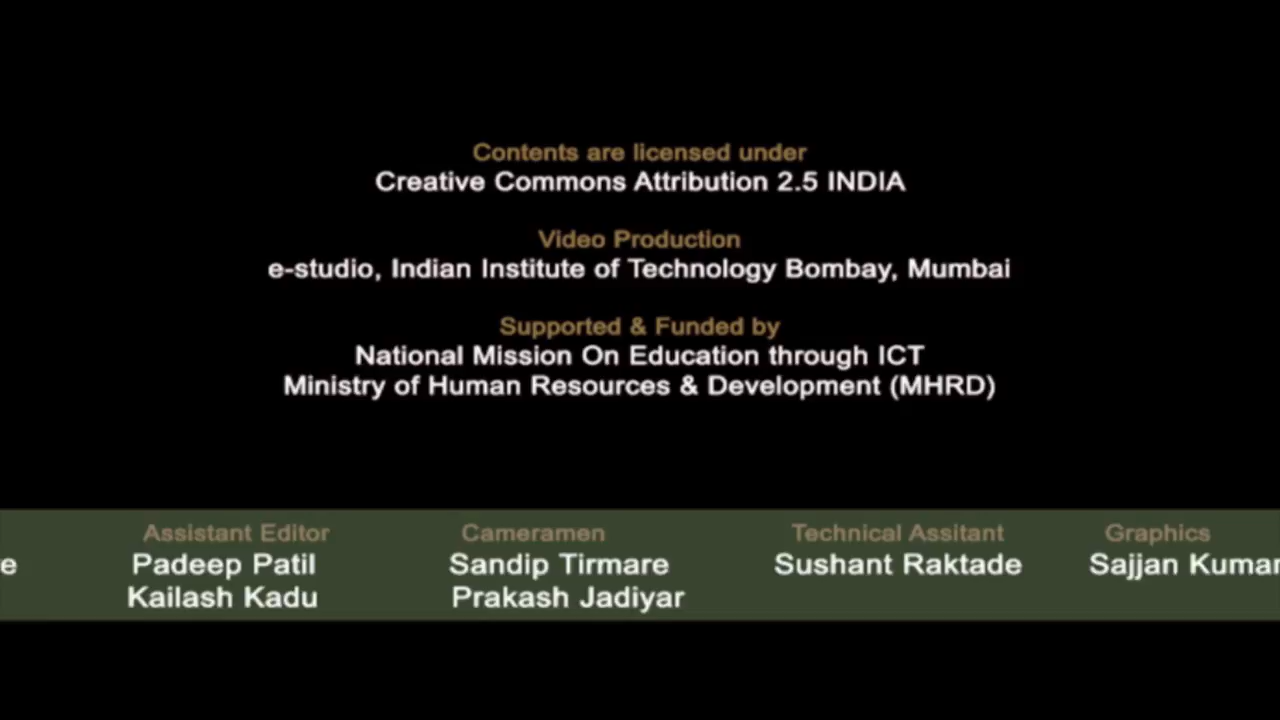 Contents are licensed under
Creative Commons Attribution 2.5 INDIA
Video Production
e-studio, Indian Institute of Technology Bombay, Mumbai
Supported & Funded by
National Mission On Education through ICT
Ministry of Human Resources & Development (MHRD)
Assistant Editor Cameramen Technical Assitant Graphics
Padeep Patil Sandip Tirmare Sushant Raktade Sajjan Kumar
Kailash Kadu Prakash Jadiyar